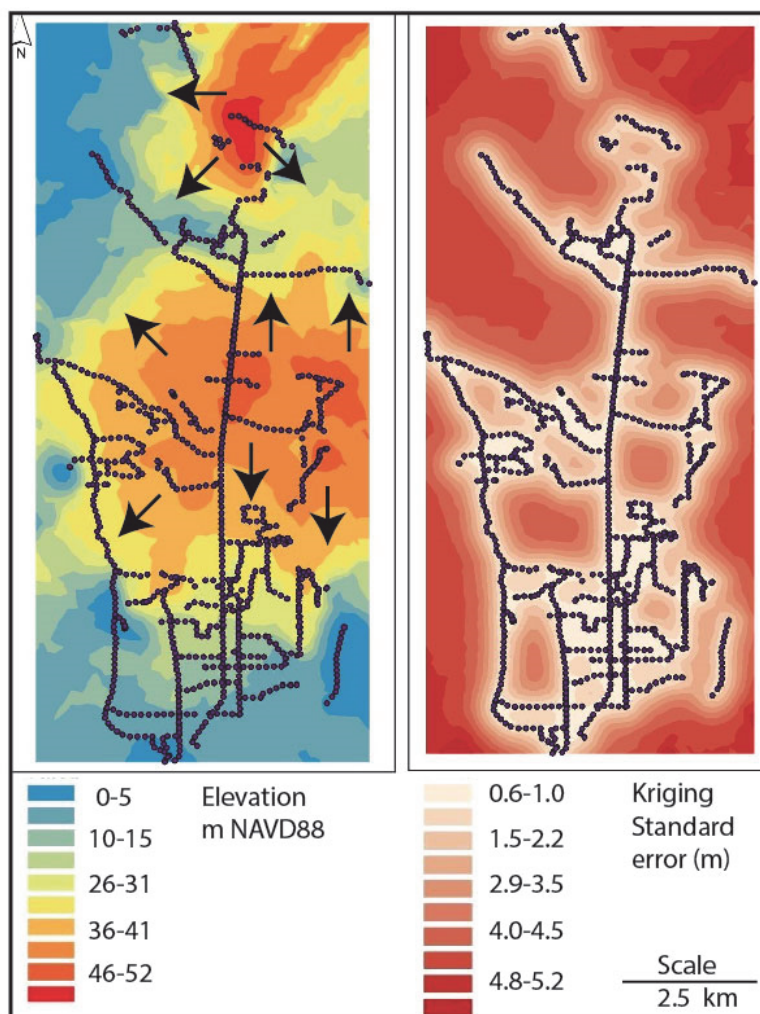 N
0-5
10-15
26-31
36-41
46-52
Elevation
m NAVD88
0.6-1.0
1.5-2.2
2.9-3.5
4.0-4.5
4.8-5.2
Kriging
Standard
error (m)
Scale
2.5 km